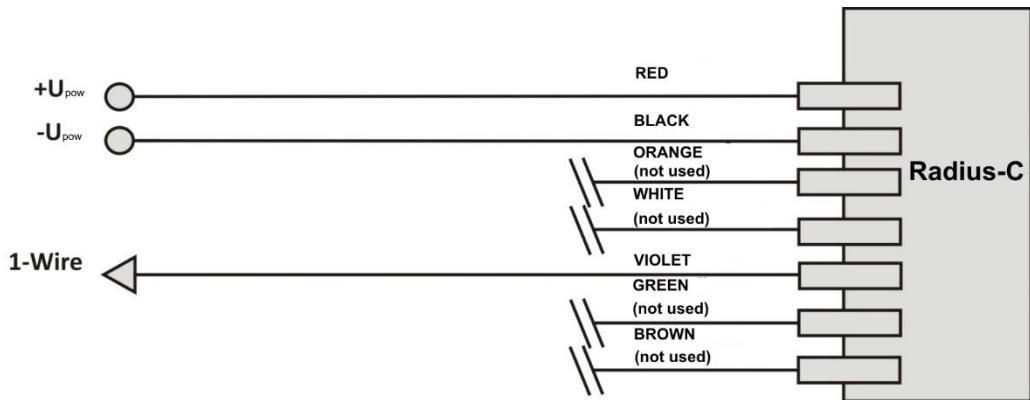 RED
+Upow
BLACK
-Upow
ORANGE
(not used)
Radius-C
WHITE
(not used)
1-Wire
VIOLET
GREEN
(not used)
BROWN
(not used)